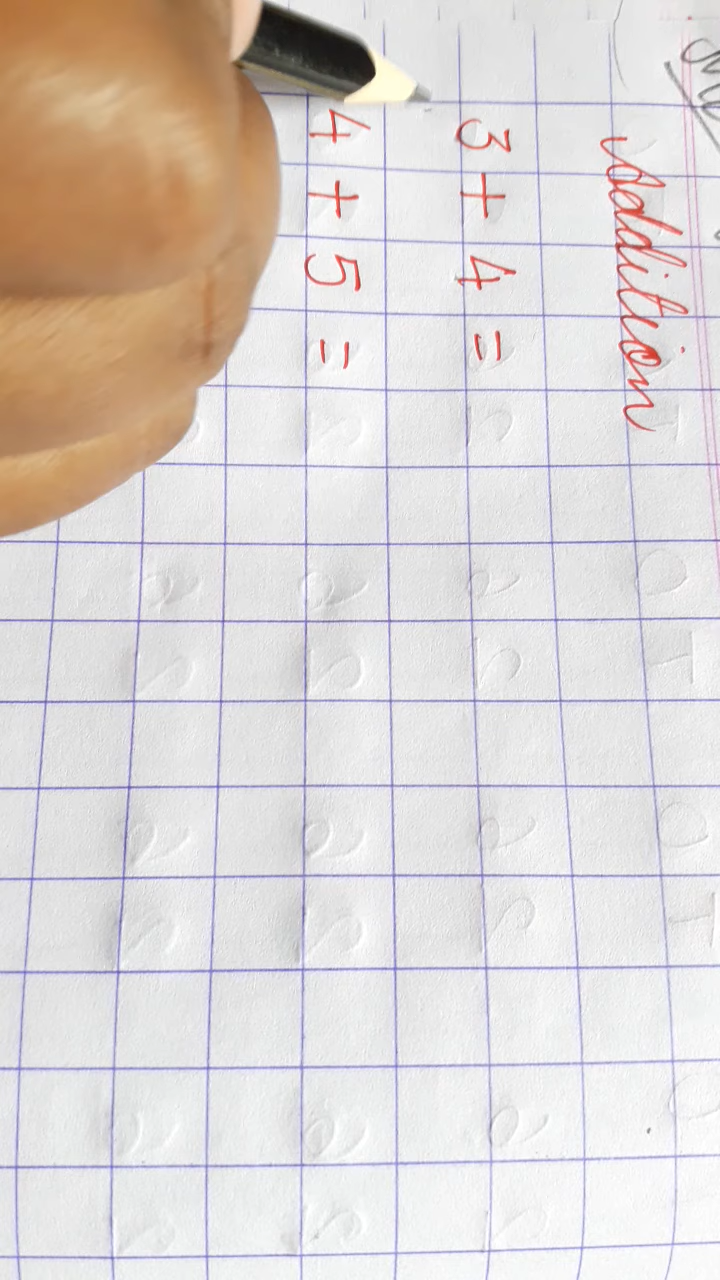 Addition
3 + 4 =
4 + 5 =